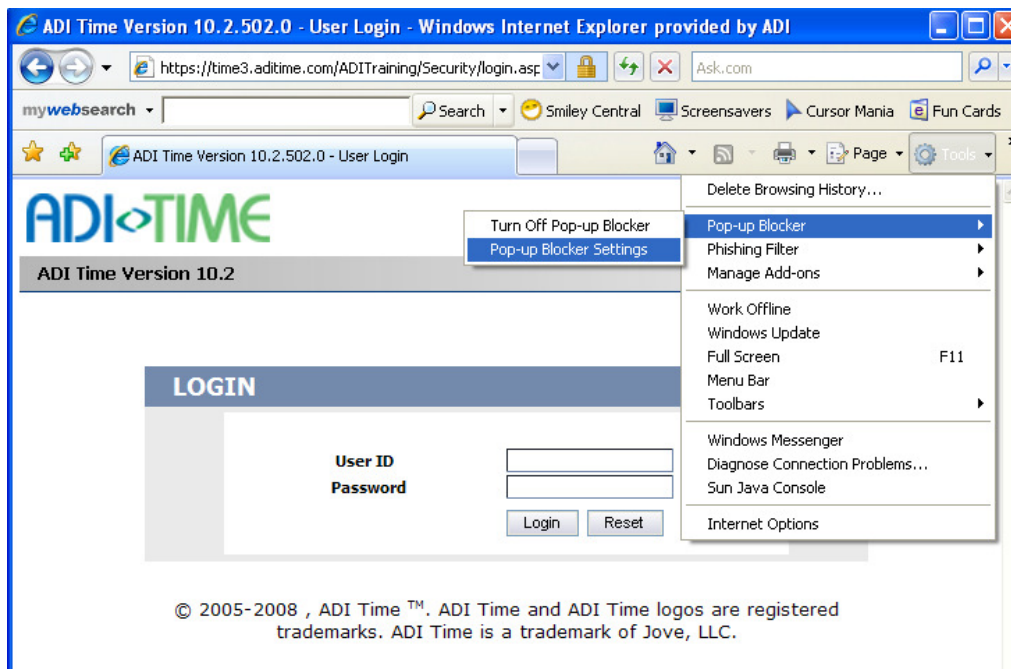 ADI Time Version 10.2.502.0 - User Login - Windows Internet Explorer provided by ADI
https://time3.aditime.com/ADITraining/Security/login.asp
Ask.com
mywebsearch
Search
Smiley Central
Screensavers
Cursor Mania
Fun Cards
ADI Time Version 10.2.502.0 - User Login
Page
Tools
ADI TIME
ADI Time Version 10.2
Turn Off Pop-up Blocker
Pop-up Blocker Settings
Delete Browsing History...
Pop-up Blocker
Phishing Filter
Manage Add-ons
Work Offline
Windows Update
Full Screen F11
Menu Bar
Toolbars
Windows Messenger
Diagnose Connection Problems...
Sun Java Console
Internet Options
LOGIN
User ID
Password
Login Reset
© 2005-2008 , ADI Time ™. ADI Time and ADI Time logos are registered
trademarks. ADI Time is a trademark of Jove, LLC.